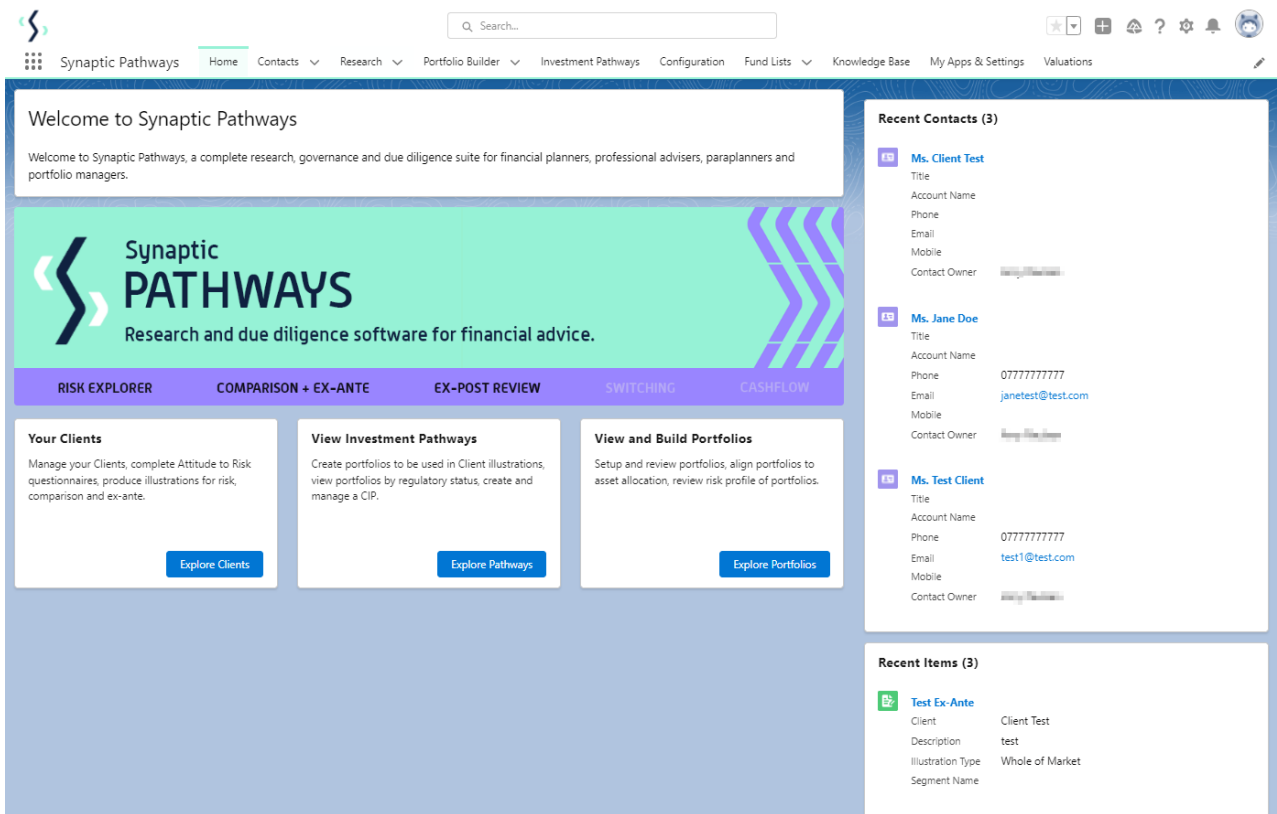 Search...
Synaptic Pathways
Home
Contacts
Research
Portfolio Builder
Investment Pathways
Configuration
Fund Lists
Knowledge Base
My Apps & Settings
Valuations
Welcome to Synaptic Pathways
Welcome to Synaptic Pathways, a complete research, governance and due diligence suite for financial planners, professional advisers, paraplanners and
portfolio managers.
Synaptic
PATHWAYS
Research and due diligence software for financial advice.
RISK EXPLORER
COMPARISON + EX-ANTE
EX-POST REVIEW
SWITCHING
CASHFLOW
Your Clients
Manage your Clients, complete Attitude to Risk
questionnaires, produce illustrations for risk,
comparison and ex-ante.
Explore Clients
View Investment Pathways
Create portfolios to be used in Client illustrations,
view portfolios by regulatory status, create and
manage a CIP.
Explore Pathways
View and Build Portfolios
Setup and review portfolios, align portfolios to
asset allocation, review risk profile of portfolios.
Explore Portfolios
Recent Contacts (3)
Ms. Client Test
Title
Account Name
Phone
Email
Mobile
Contact Owner
Ms. Jane Doe
Title
Account Name
Phone 07777777777
Email janetest@test.com
Mobile
Contact Owner
Ms. Test Client
Title
Account Name
Phone 07777777777
Email test1@test.com
Mobile
Contact Owner
Recent Items (3)
Test Ex-Ante
Client Client Test
Description test
Illustration Type Whole of Market
Segment Name